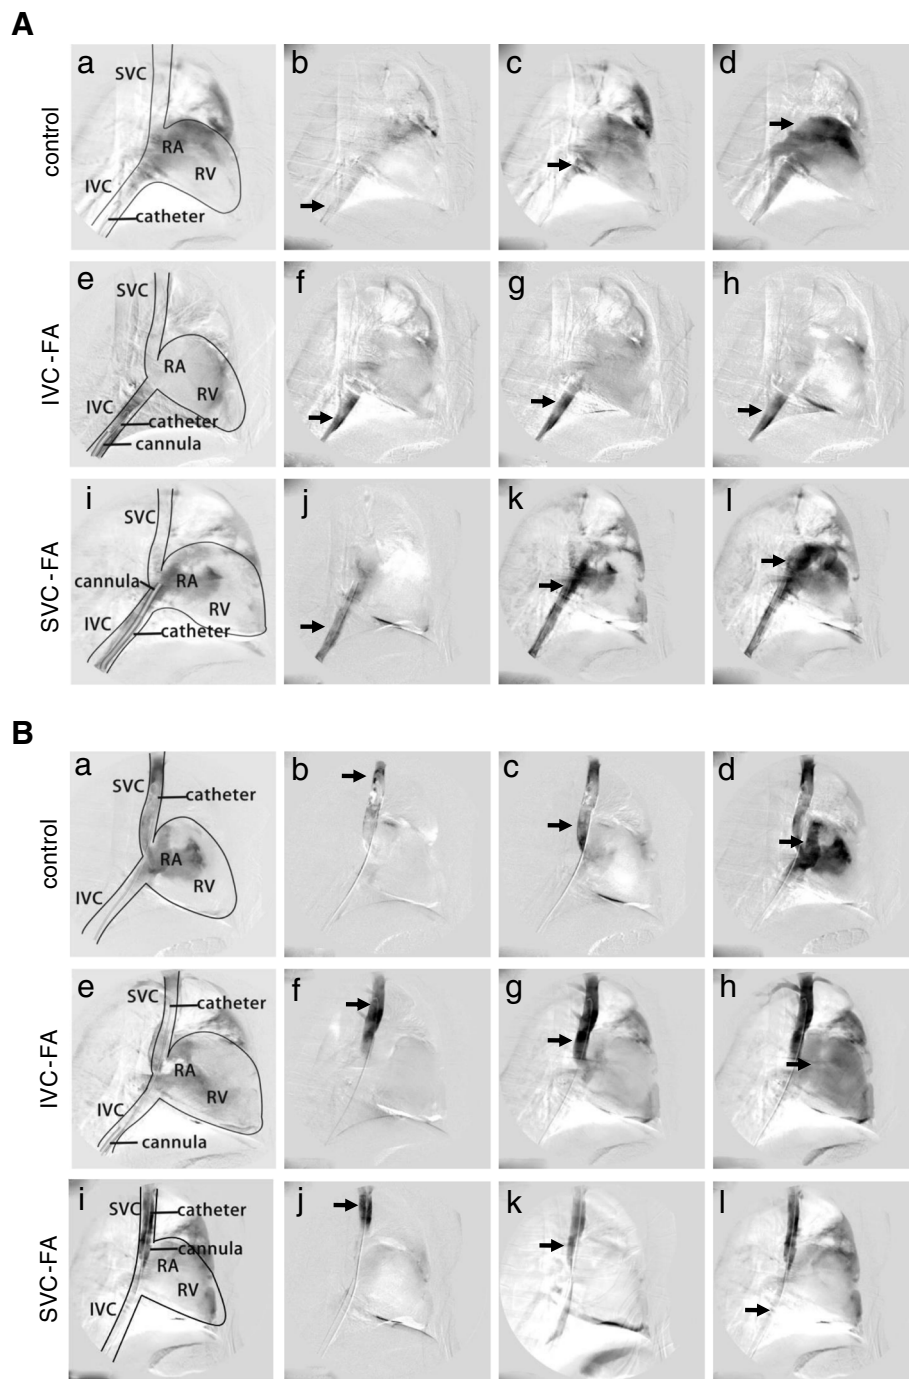 A
a
b
c
d
control
SVC
RA
RV
IVC
catheter
e
f
g
h
IVC-FA
SVC
RA
RV
IVC
catheter
cannula
i
j
k
l
SVC-FA
SVC
cannula
RA
RV
IVC
catheter
B
a
b
c
d
control
SVC
catheter
RA
RV
IVC
e
f
g
h
IVC-FA
SVC
catheter
RA
RV
IVC
cannula
i
j
k
l
SVC-FA
SVC
catheter
cannula
RA
RV
IVC